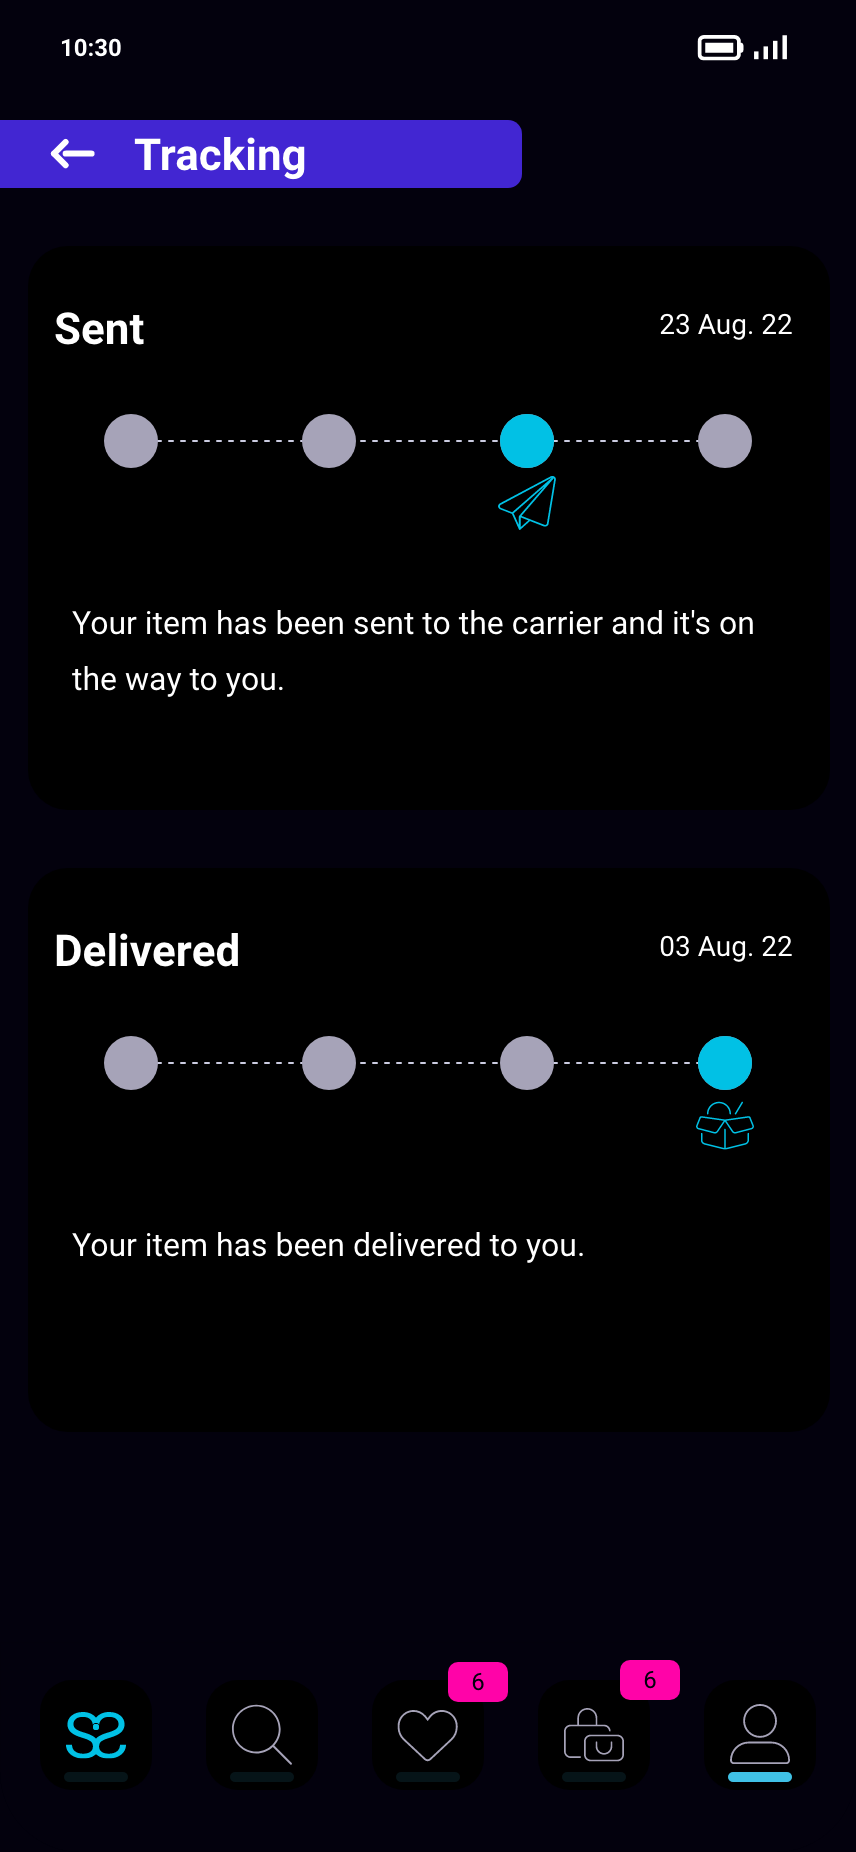 10:30
Tracking
Sent
23 Aug. 22
Your item has been sent to the carrier and it's on
the way to you.
Delivered
03 Aug. 22
Your item has been delivered to you.
6
6